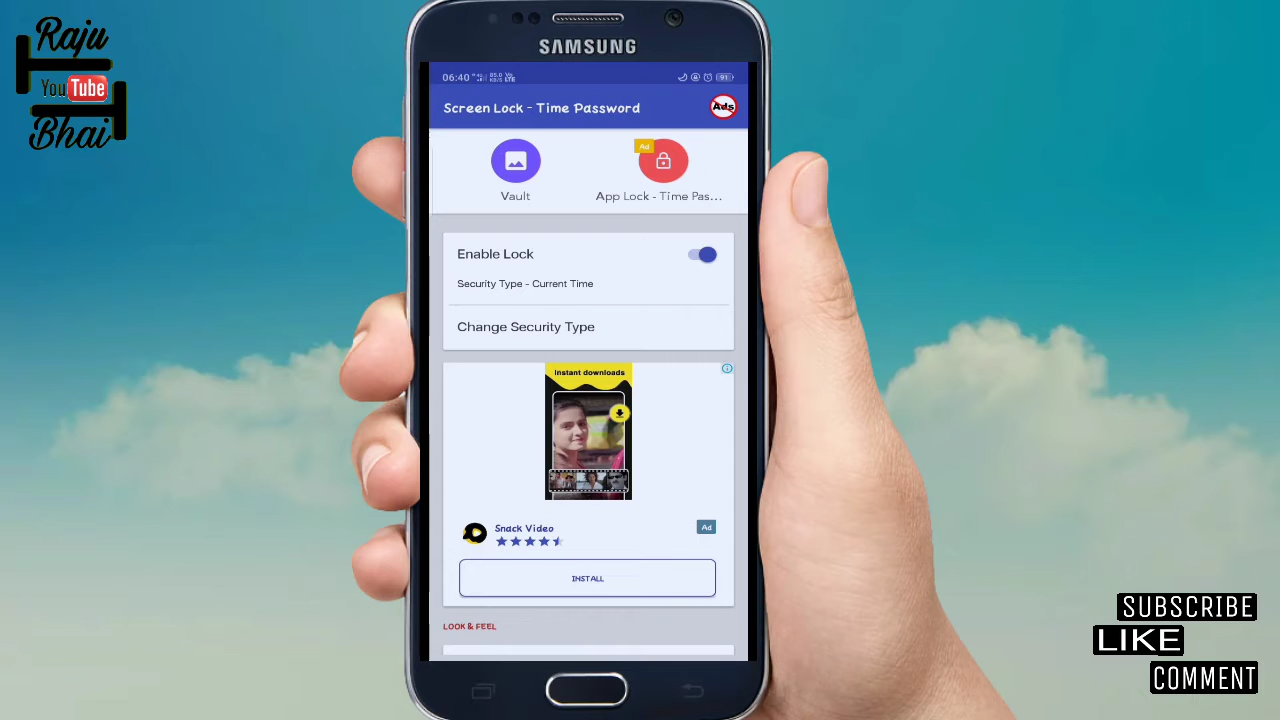 Raju
YouTube
Bhai
SAMSUNG
06:40
91
Screen Lock - Time Password
Ads
Ad
Vault
App Lock - Time Pas...
Enable Lock
Security Type - Current Time
Change Security Type
Instant downloads
Snack Video
Ad
INSTALL
LOOK & FEEL
SUBSCRIBE
LIKE
COMMENT